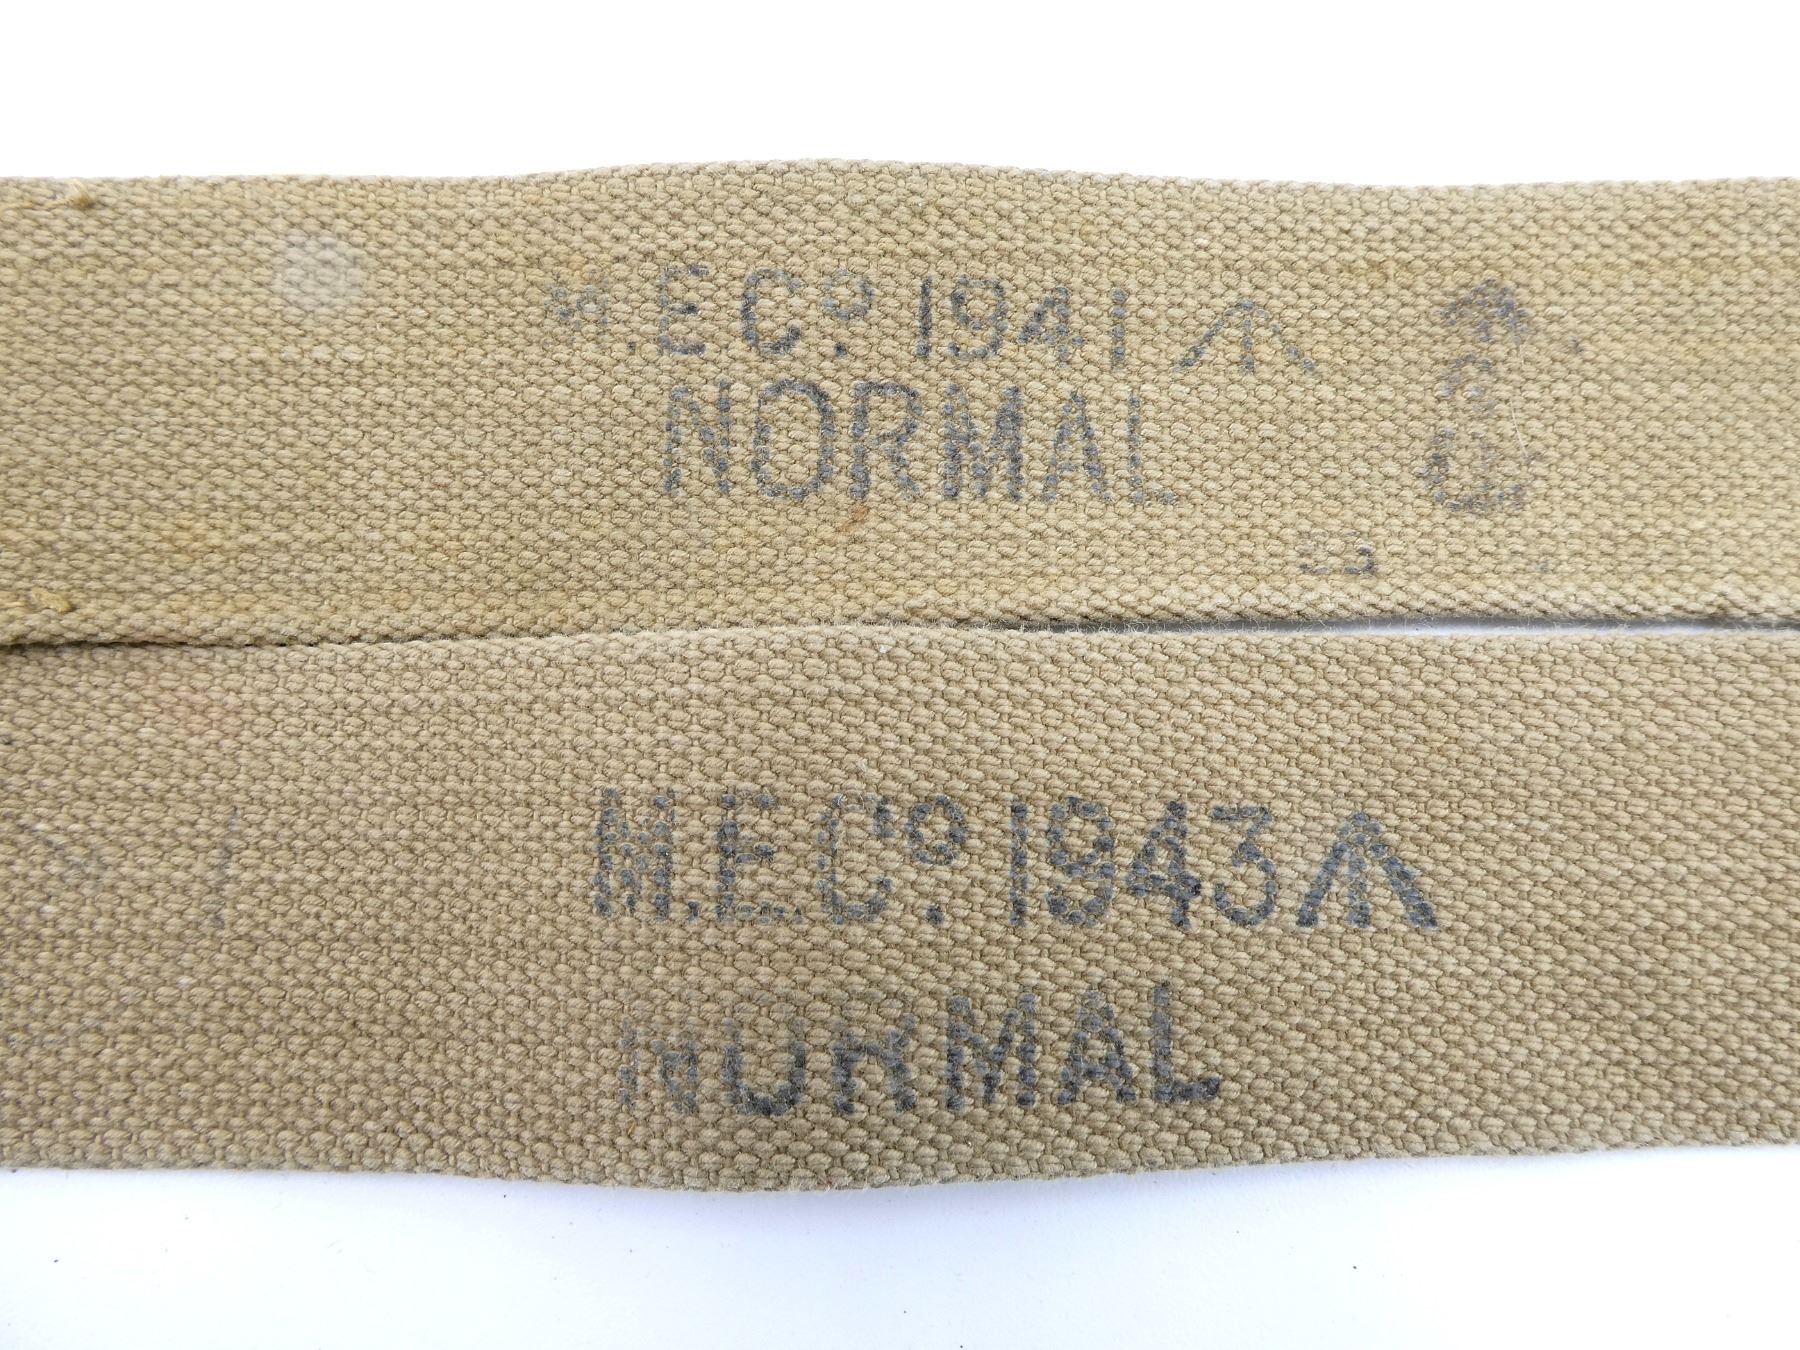 M.E Cº. 1941
NORMAL
M.E.Cº. 1943
NORMAL